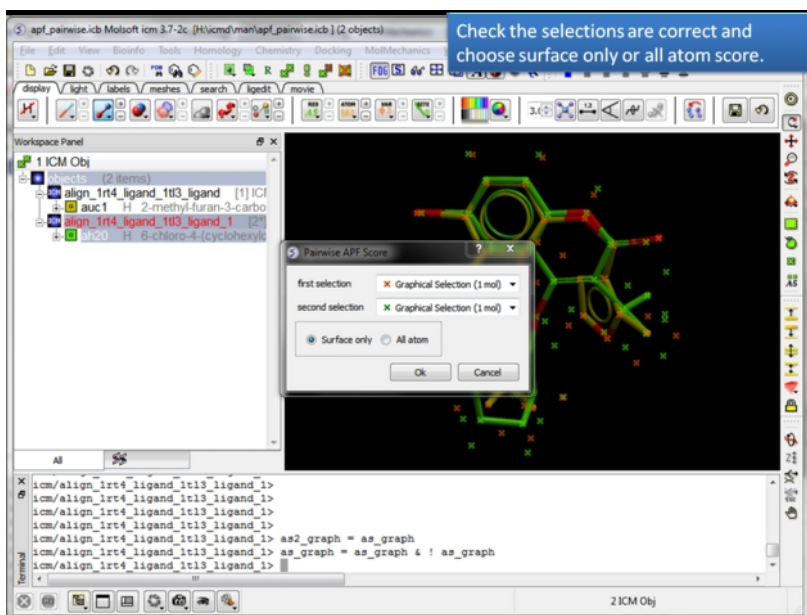 apf_pairwise.icb Molsoft icm 3.7-2c [H:\icmd\man\apf_pairwise.icb ] (2 objects)
Check the selections are correct and
choose surface only or all atom score.
File Edit View Bioinfo Tools Homology Chemistry Docking MolMechanics
display light labels meshes search ligedit movie
Workspace Panel
1 ICM Obj
objects (2 items)
align_1rt4_ligand_1tl3_ligand [1] ICM
auc1 H 2-methyl-furan-3-carbo
align_1rt4_ligand_1tl3_ligand_1 [2*]
ah20 H 6-chloro-4-(cyclohexylo
Pairwise APF Score
first selection Graphical Selection (1 mol)
second selection Graphical Selection (1 mol)
Surface only All atom
Ok Cancel
All
icm/align_1rt4_ligand_1tl3_ligand_1>
icm/align_1rt4_ligand_1tl3_ligand_1>
icm/align_1rt4_ligand_1tl3_ligand_1>
icm/align_1rt4_ligand_1tl3_ligand_1>
icm/align_1rt4_ligand_1tl3_ligand_1> as2_graph = as_graph
icm/align_1rt4_ligand_1tl3_ligand_1> as_graph = as_graph & ! as_graph
icm/align_1rt4_ligand_1tl3_ligand_1>
Terminal
2 ICM Obj